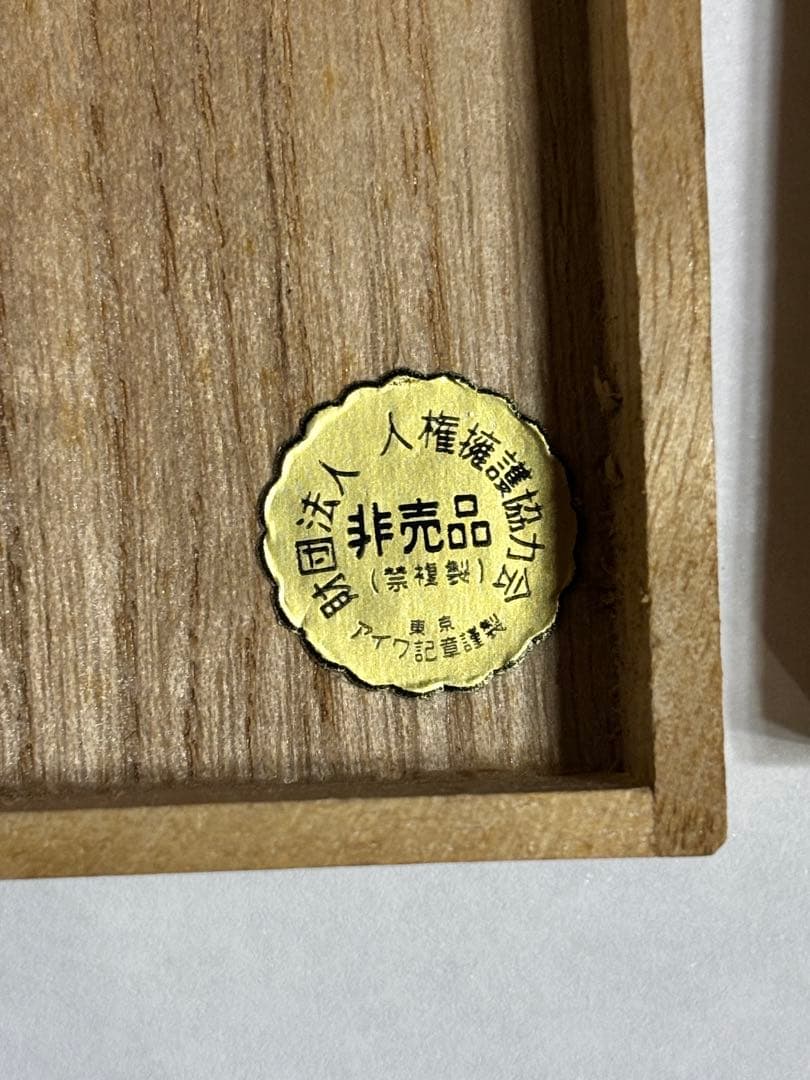 財団法人 人権擁護協力会
非売品
(禁複製)
東京
アイワ記章謹製